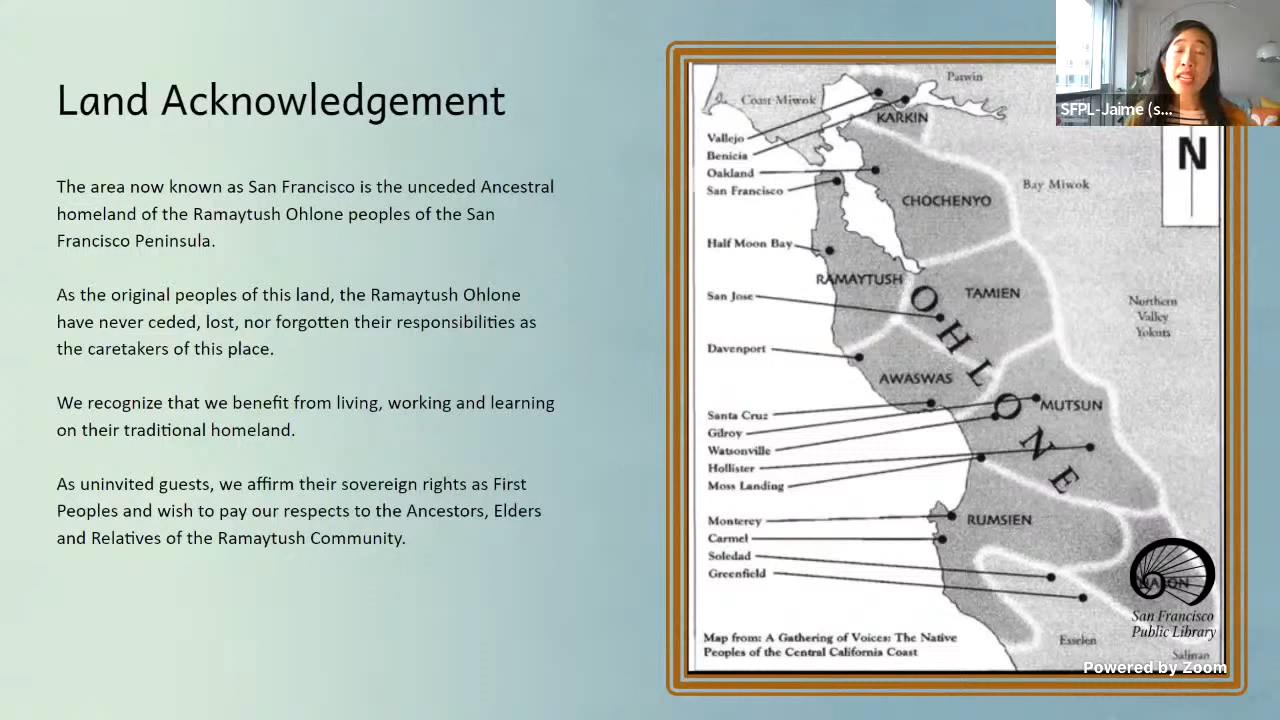 Land Acknowledgement
The area now known as San Francisco is the unceded Ancestral
homeland of the Ramaytush Ohlone peoples of the San
Francisco Peninsula.
As the original peoples of this land, the Ramaytush Ohlone
have never ceded, lost, nor forgotten their responsibilities as
the caretakers of this place.
We recognize that we benefit from living, working and learning
on their traditional homeland.
As uninvited guests, we affirm their sovereign rights as First
Peoples and wish to pay our respects to the Ancestors, Elders
and Relatives of the Ramaytush Community.
SFPL-Jaime (s...
Patwin
Coast Miwok
KARKIN
Vallejo
Benicia
Oakland
San Francisco
N
Bay Miwok
CHOCHENYO
Half Moon Bay
RAMAYTUSH
TAMIEN
San Jose
OHLONE
Northern
Valley
Yokuts
Davenport
AWASWAS
MUTSUN
Santa Cruz
Gilroy
Watsonville
Hollister
Moss Landing
Monterey
Carmel
Soledad
Greenfield
RUMSIEN
San Francisco
Public Library
Esselen
Salinan
Map from: A Gathering of Voices: The Native
Peoples of the Central California Coast
Powered by Zoom